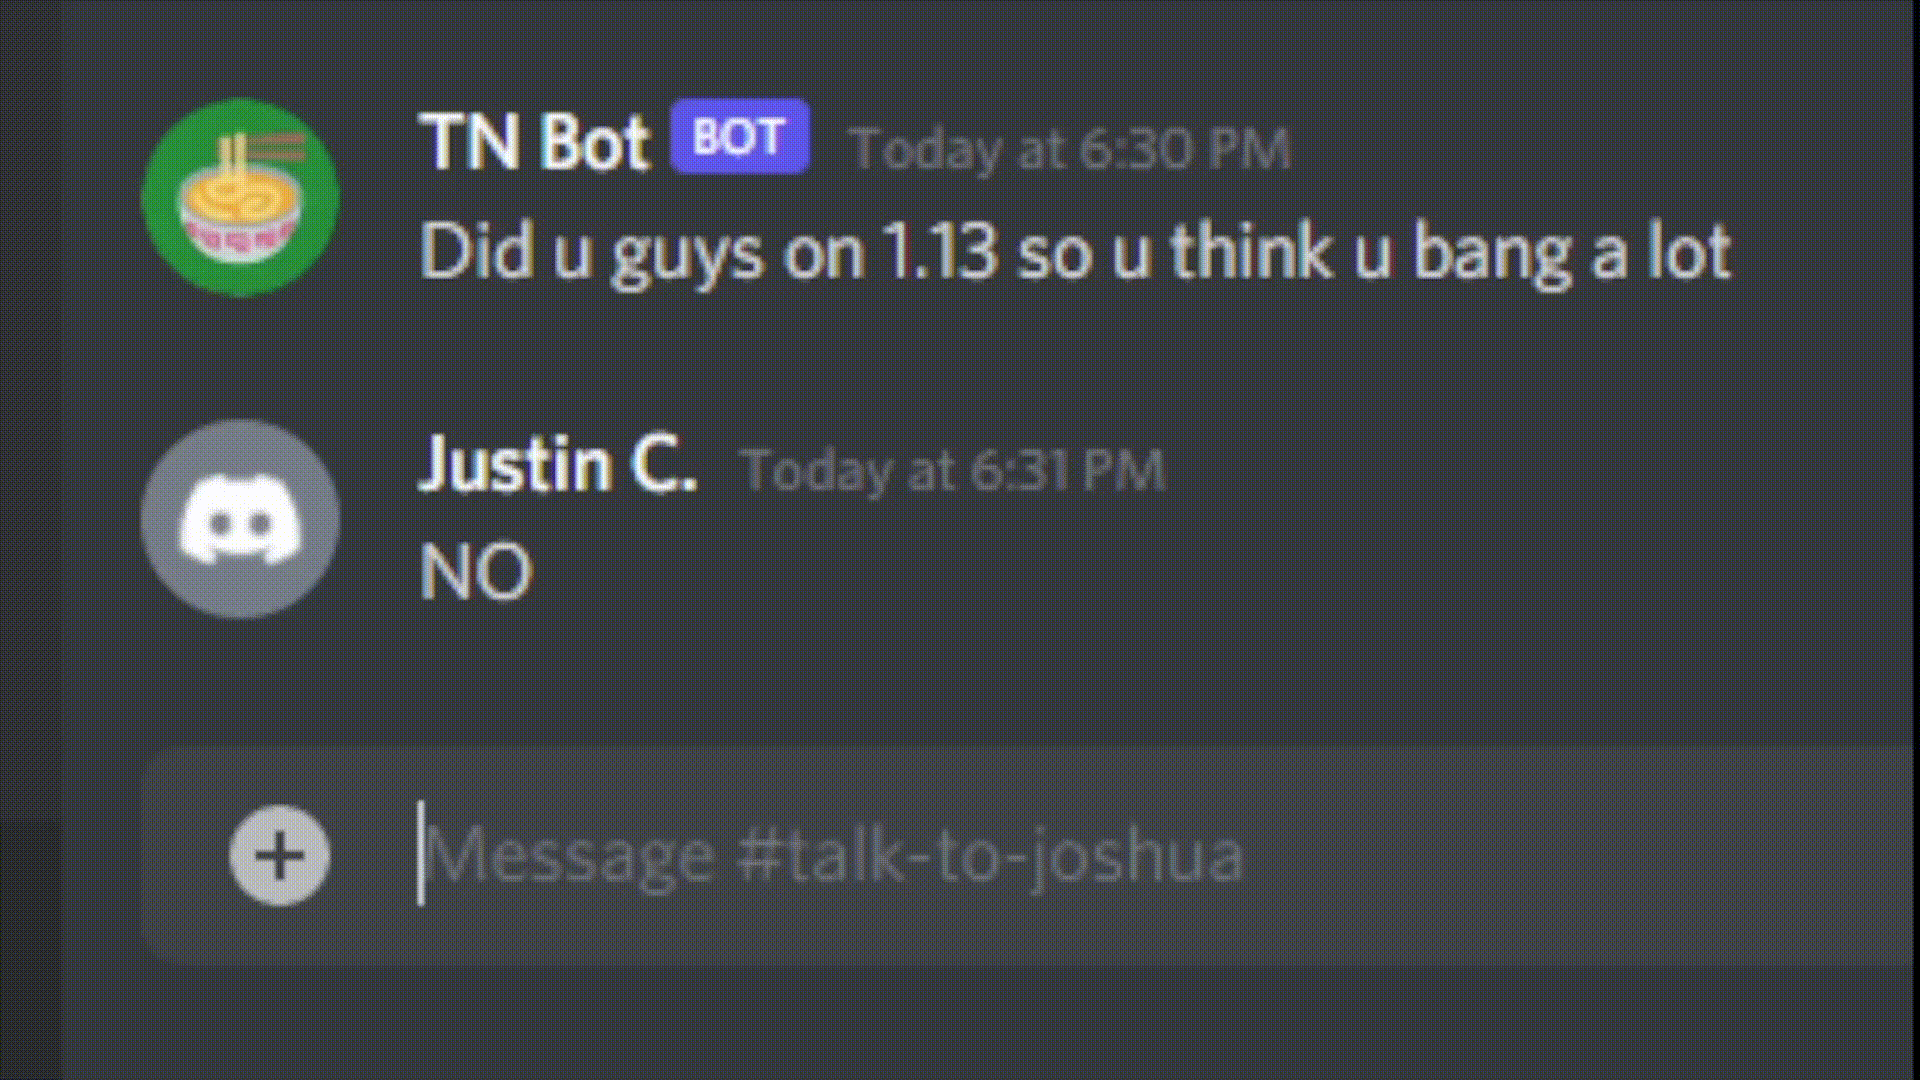 TN Bot BOT Today at 6:30 PM
Did u guys on 1.13 so u think u bang a lot
Justin C. Today at 6:31 PM
NO
Message #talk-to-joshua